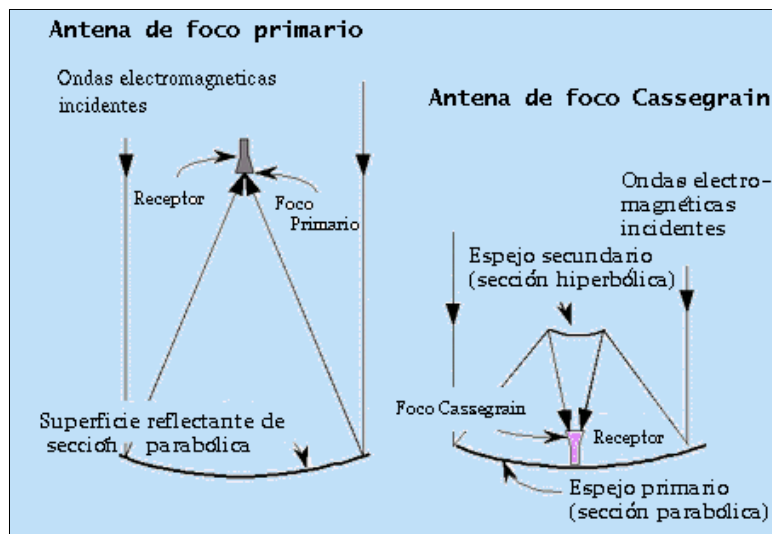 Antena de foco primario
Ondas electromagneticas
incidentes
Receptor
Foco
Primario
Superficie reflectante de
sección parabólica
Antena de foco Cassegrain
Ondas electro-
magnéticas
incidentes
Espejo secundario
(sección hiperbólica)
Foco Cassegrain
Receptor
Espejo primario
(sección parabólica)